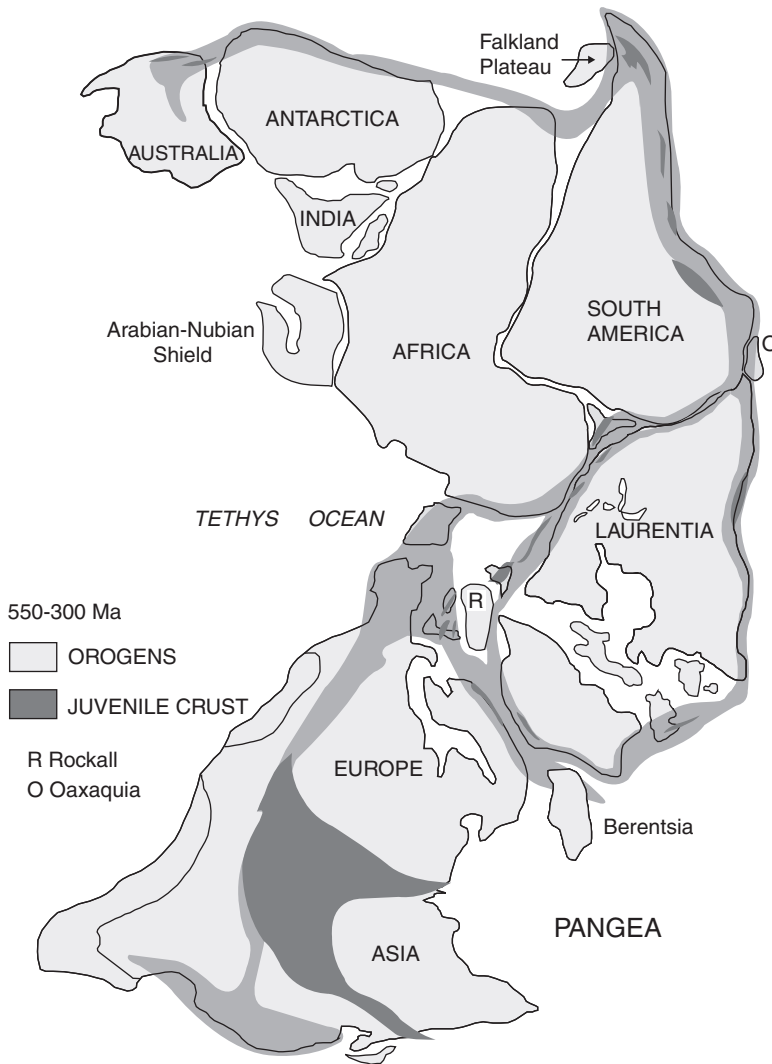 Falkland
Plateau
ANTARCTICA
AUSTRALIA
INDIA
SOUTH
AMERICA
Arabian-Nubian
Shield
AFRICA
O
TETHYS OCEAN
LAURENTIA
R
550-300 Ma
OROGENS
JUVENILE CRUST
R Rockall
O Oaxaquia
EUROPE
Berentsia
PANGEA
ASIA